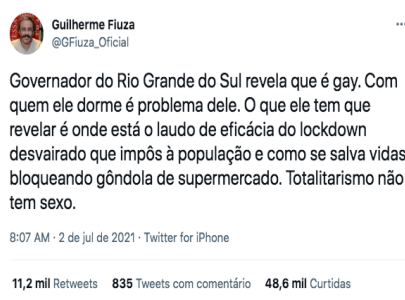 Guilherme Fiuza
@GFiuza_Oficial
Governador do Rio Grande do Sul revela que é gay. Com
quem ele dorme é problema dele. O que ele tem que
revelar é onde está o laudo de eficácia do lockdown
desvairado que impôs à população e como se salva vidas
bloqueando gôndola de supermercado. Totalitarismo não
tem sexo.
8:07 AM · 2 de jul de 2021 · Twitter for iPhone
11,2 mil Retweets 835 Tweets com comentário 48,6 mil Curtidas